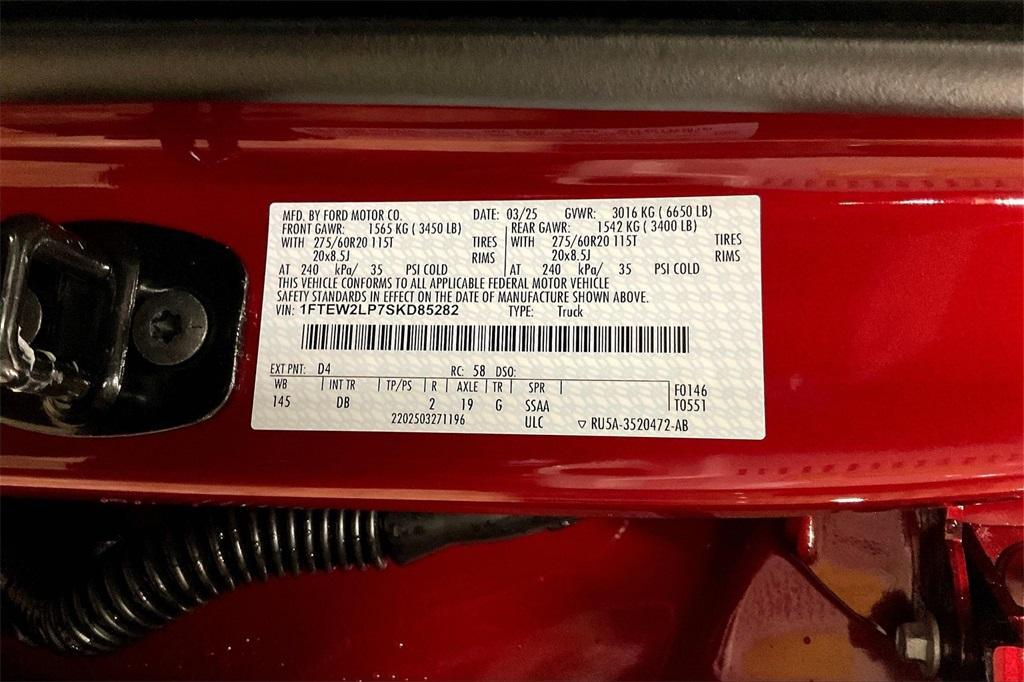 MFD. BY FORD MOTOR CO. DATE: 03/25 GVWR: 3016 KG ( 6650 LB)
FRONT GAWR: 1565 KG ( 3450 LB) REAR GAWR: 1542 KG ( 3400 LB)
WITH 275/60R20 115T TIRES WITH 275/60R20 115T TIRES
20x8.5J RIMS 20x8.5J RIMS
AT 240 kPa/ 35 PSI COLD AT 240 kPa/ 35 PSI COLD
THIS VEHICLE CONFORMS TO ALL APPLICABLE FEDERAL MOTOR VEHICLE
SAFETY STANDARDS IN EFFECT ON THE DATE OF MANUFACTURE SHOWN ABOVE.
VIN: 1FTEW2LP7SKD85282 TYPE: Truck
EXT PNT: D4 RC: 58 DSO:
WB INT TR TP/PS R AXLE TR SPR F0146
145 DB 2 19 G SSAA T0551
2202503271196 ULC ▽ RU5A-3520472-AB